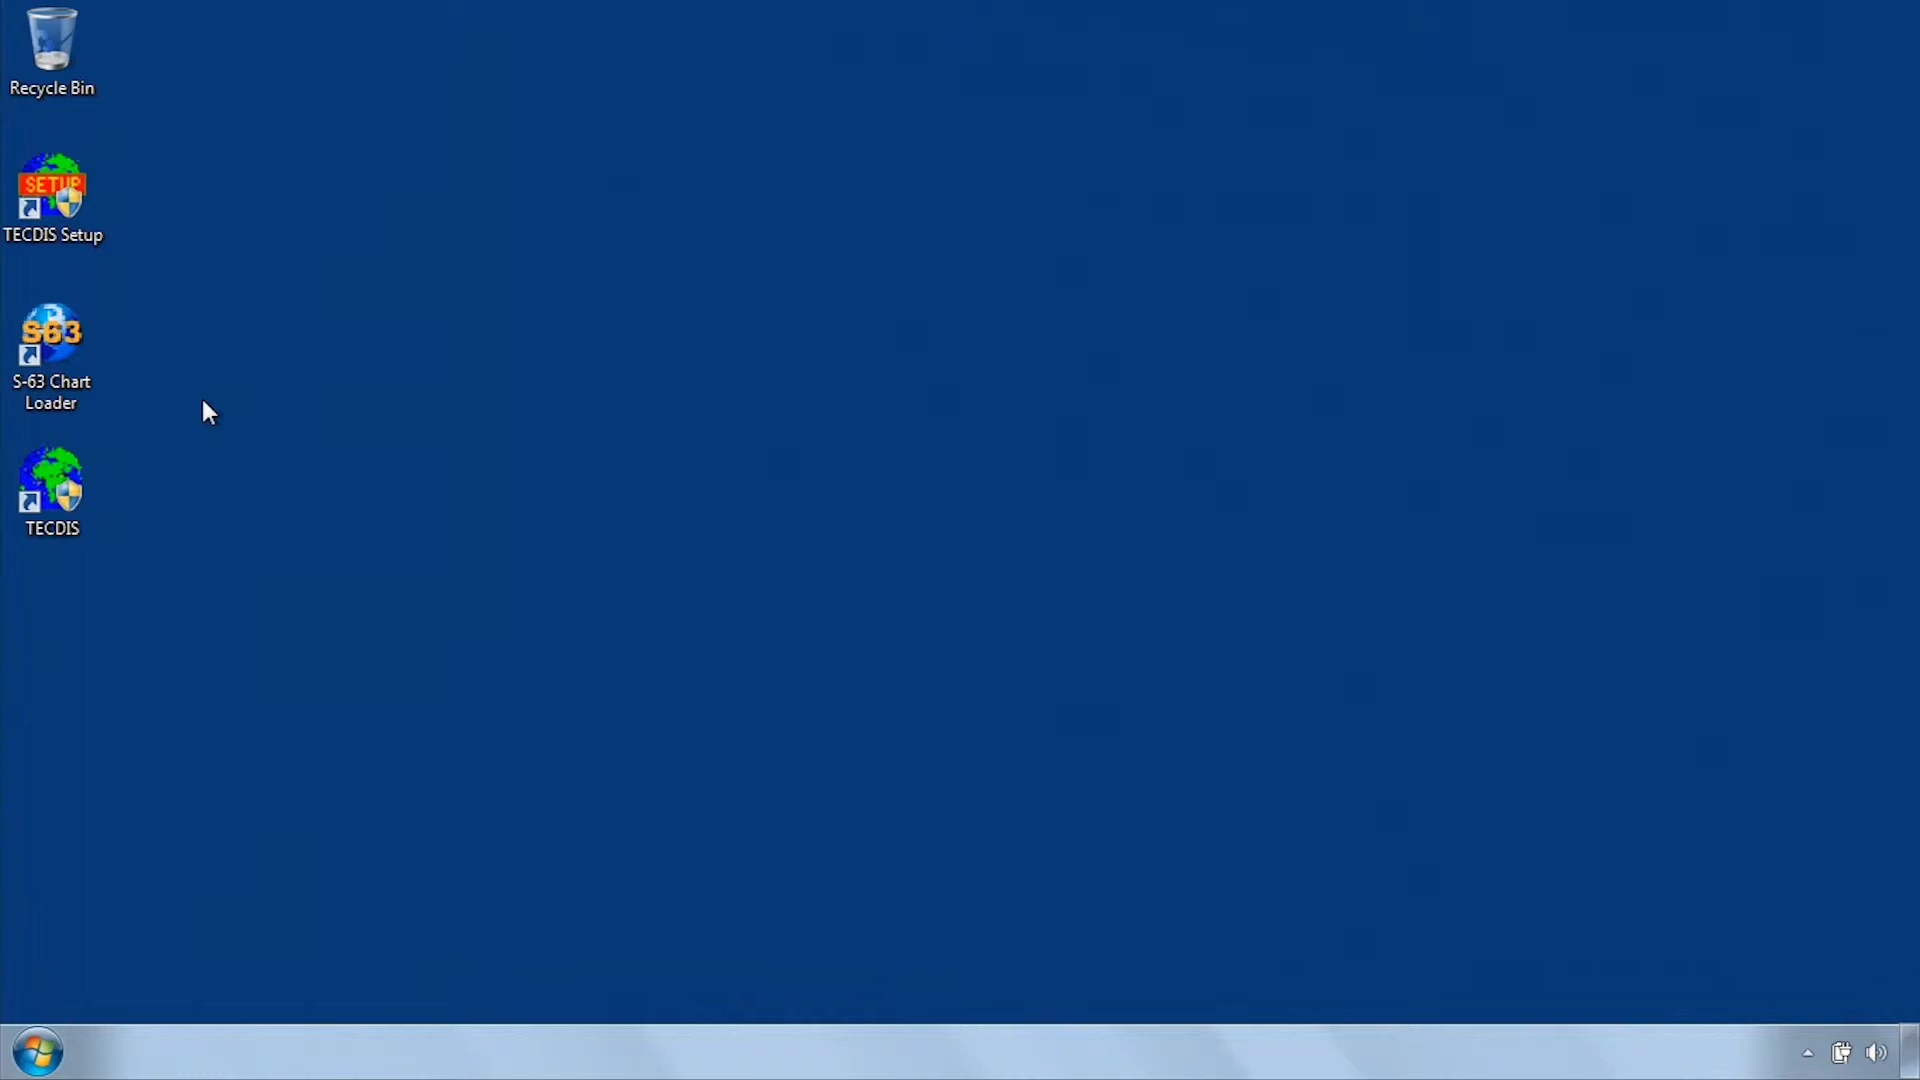 Recycle Bin
SETUP
TECDIS Setup
S63
S-63 Chart
Loader
TECDIS